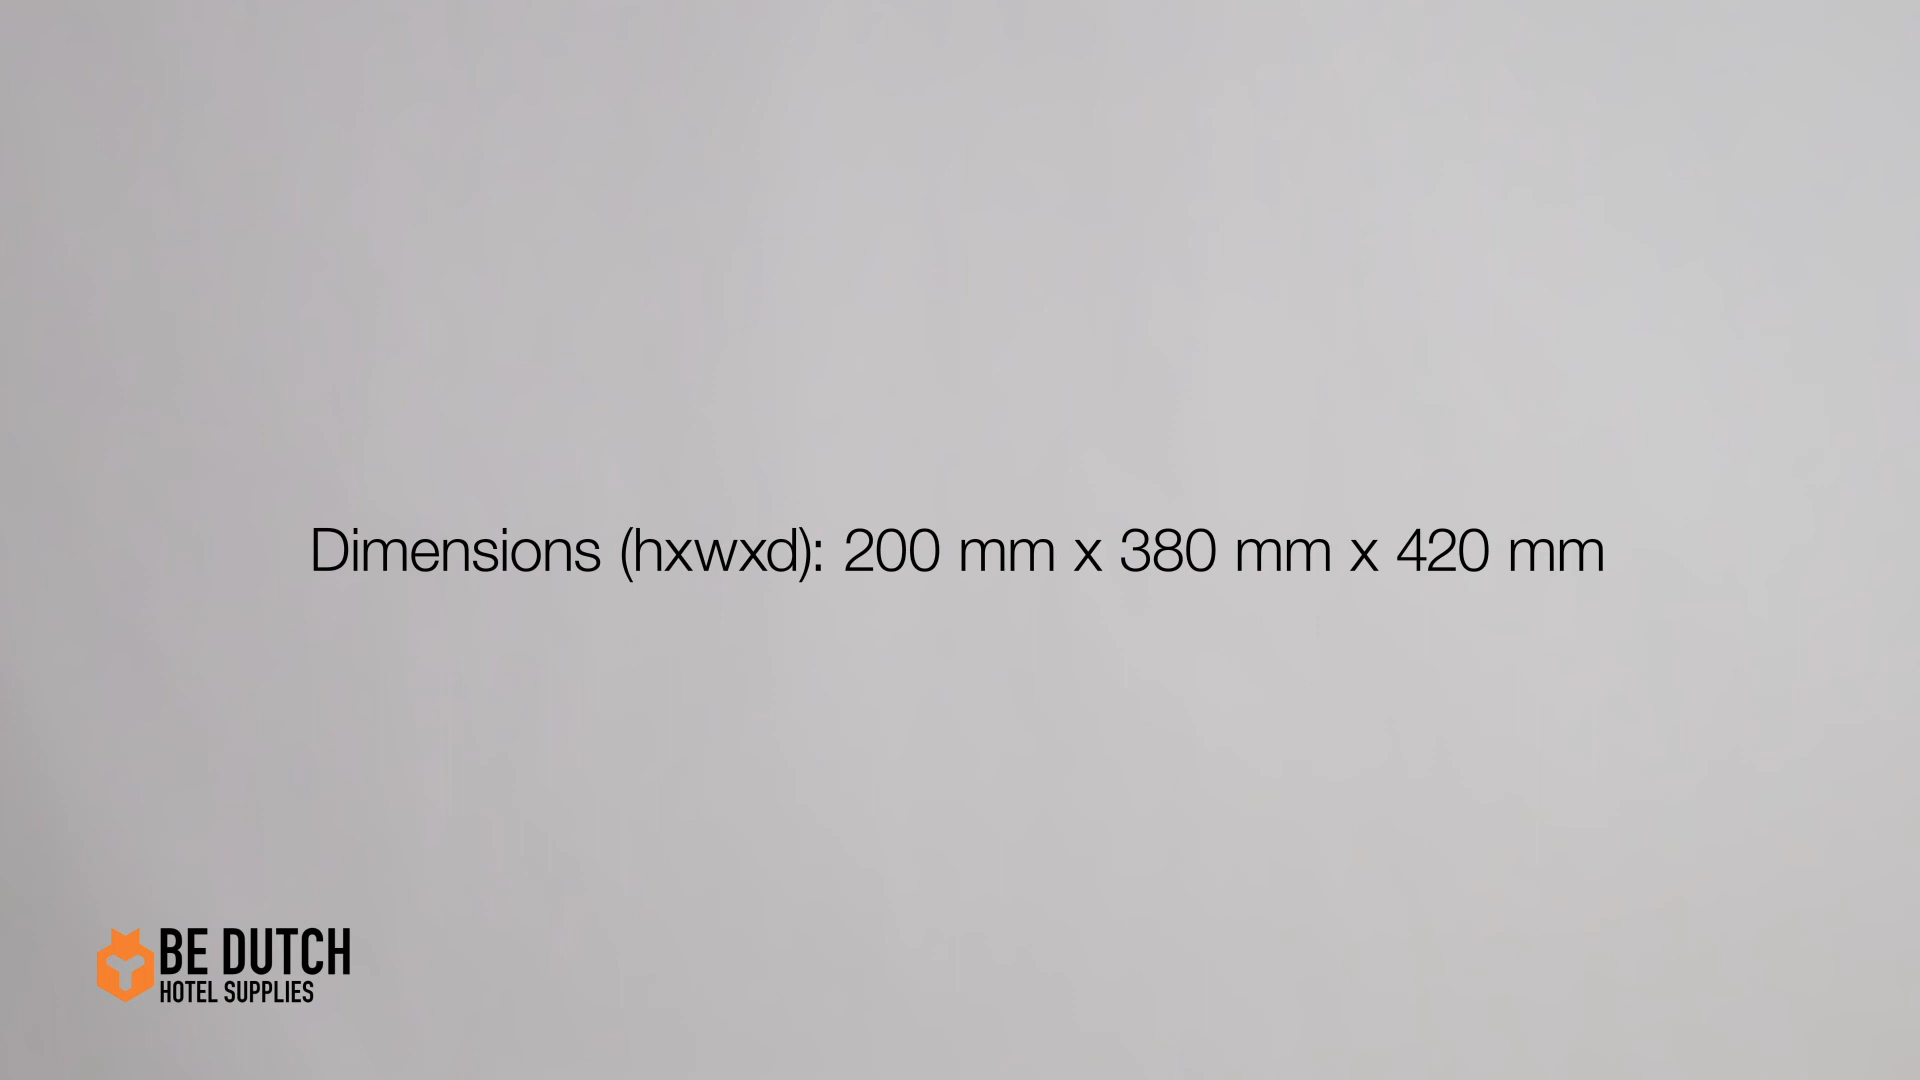 Dimensions (hxwxd): 200 mm x 380 mm x 420 mm
BE DUTCH
HOTEL SUPPLIES